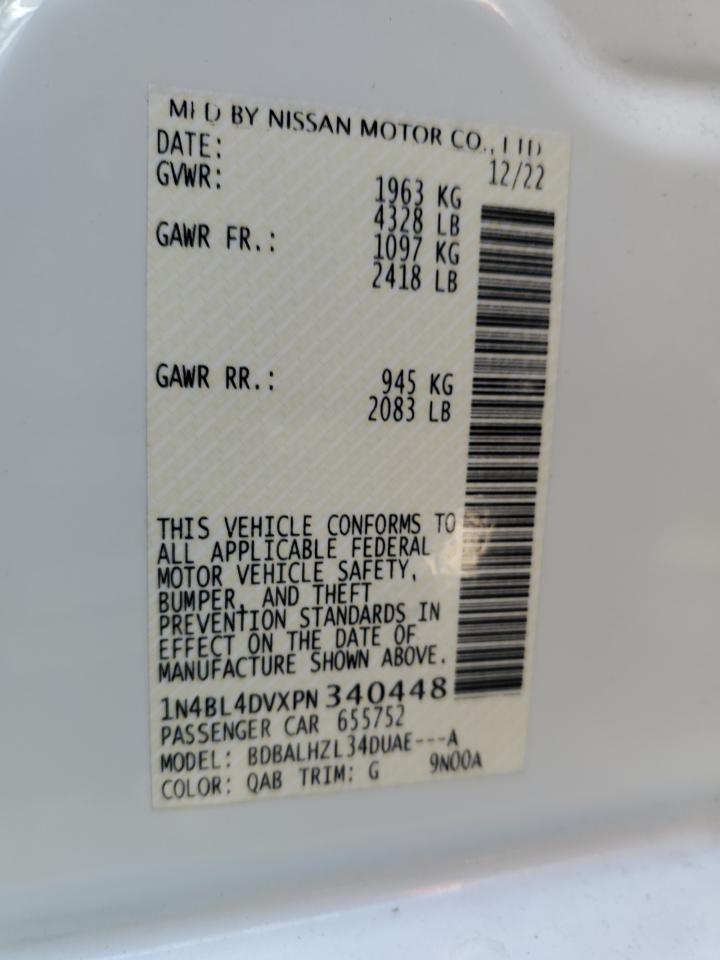 MFD BY NISSAN MOTOR CO., LTD
DATE: 12/22
GVWR: 1963 KG
4328 LB
GAWR FR.: 1097 KG
2418 LB
GAWR RR.: 945 KG
2083 LB
THIS VEHICLE CONFORMS TO
ALL APPLICABLE FEDERAL
MOTOR VEHICLE SAFETY,
BUMPER, AND THEFT
PREVENTION STANDARDS IN
EFFECT ON THE DATE OF
MANUFACTURE SHOWN ABOVE.
1N4BL4DVXPN 340448
PASSENGER CAR 655752
MODEL: BDBALHZL34DUAE---A
COLOR: QAB TRIM: G 9N00A